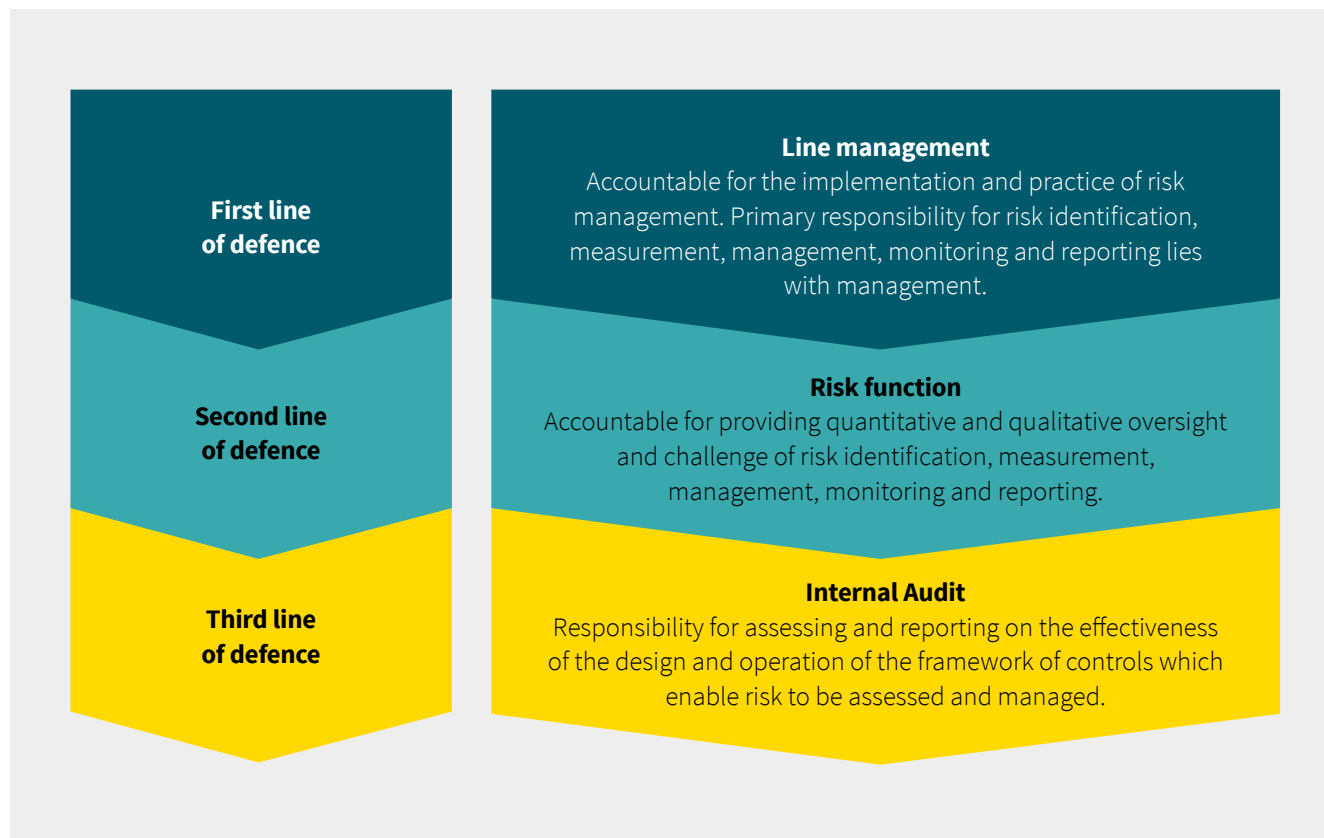 First line
of defence
Line management
Accountable for the implementation and practice of risk
management. Primary responsibility for risk identification,
measurement, management, monitoring and reporting lies
with management.
Second line
of defence
Risk function
Accountable for providing quantitative and qualitative oversight
and challenge of risk identification, measurement,
management, monitoring and reporting.
Third line
of defence
Internal Audit
Responsibility for assessing and reporting on the effectiveness
of the design and operation of the framework of controls which
enable risk to be assessed and managed.